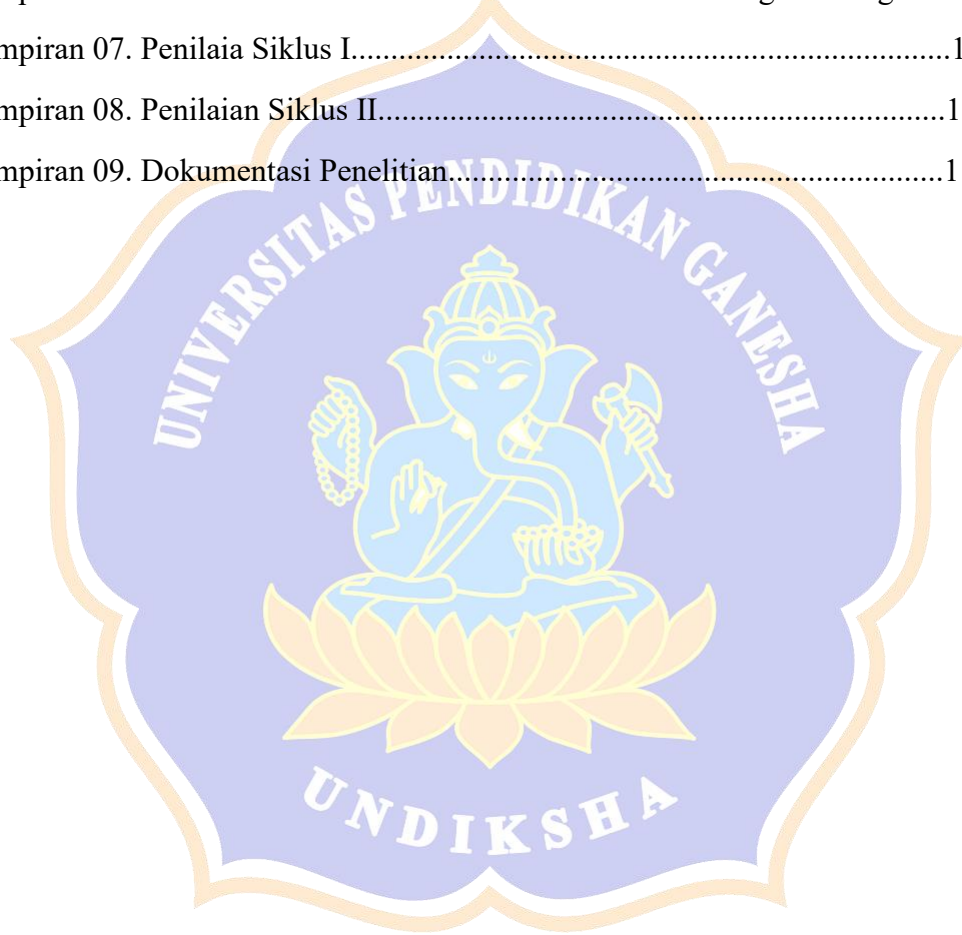 mpiran 07. Penilaia Siklus I...........................................................................1
mpiran 08. Penilaian Siklus II.......................................................................1
mpiran 09. Dokumentasi Penelitian..............................................................1
UNIVERSITAS PENDIDIKAN GANESHA
UNDIKSHA